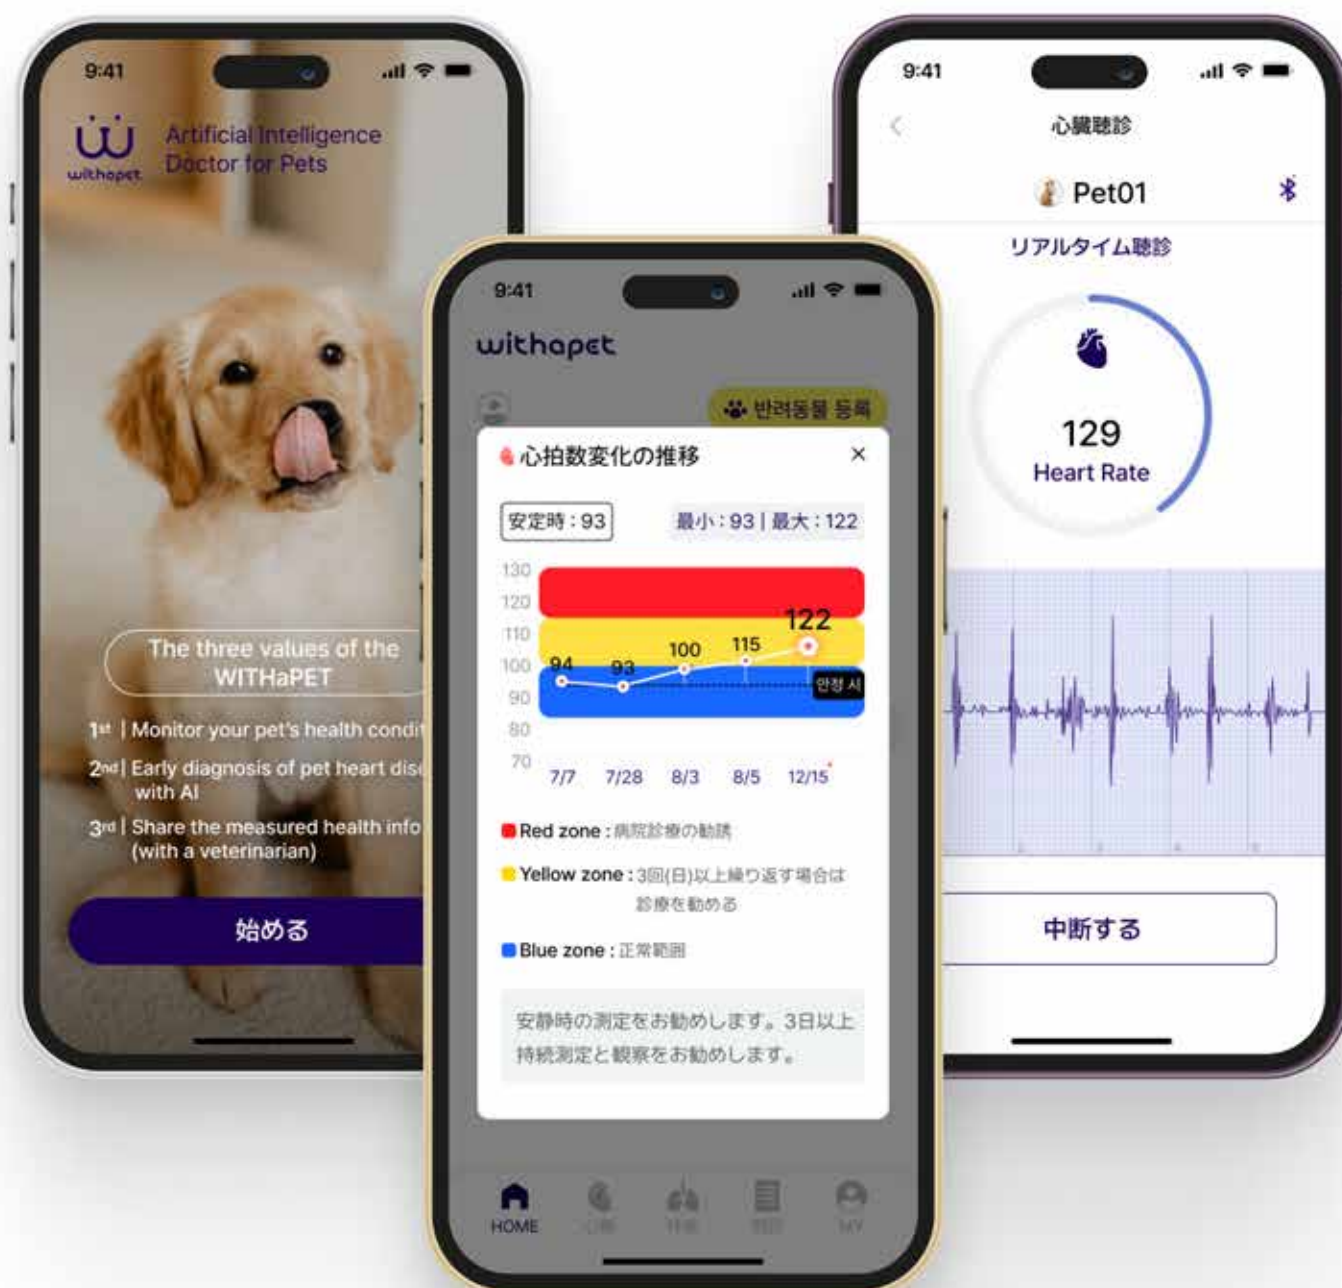 9:41
withapet
Artificial Intelligence
Doctor for Pets
The three values of the
WITHaPET
1st | Monitor your pet's health condit
2nd | Early diagnosis of pet heart dise
with AI
3rd | Share the measured health info
(with a veterinarian)
始める
9:41
withapet
반려동물 등록
心拍数変化の推移
×
安定時 : 93
最小 : 93 | 最大 : 122
130
120
110
100
90
80
70
94
93
100
115
122
안정 시
7/7
7/28
8/3
8/5
12/15
Red zone : 病院診療の勧誘
Yellow zone : 3回(日)以上繰り返す場合は
診療を勧める
Blue zone : 正常範囲
安静時の測定をお勧めします。3日以上
持続測定と観察をお勧めします。
HOME
MY
9:41
心臓聴診
Pet01
リアルタイム聴診
129
Heart Rate
中断する